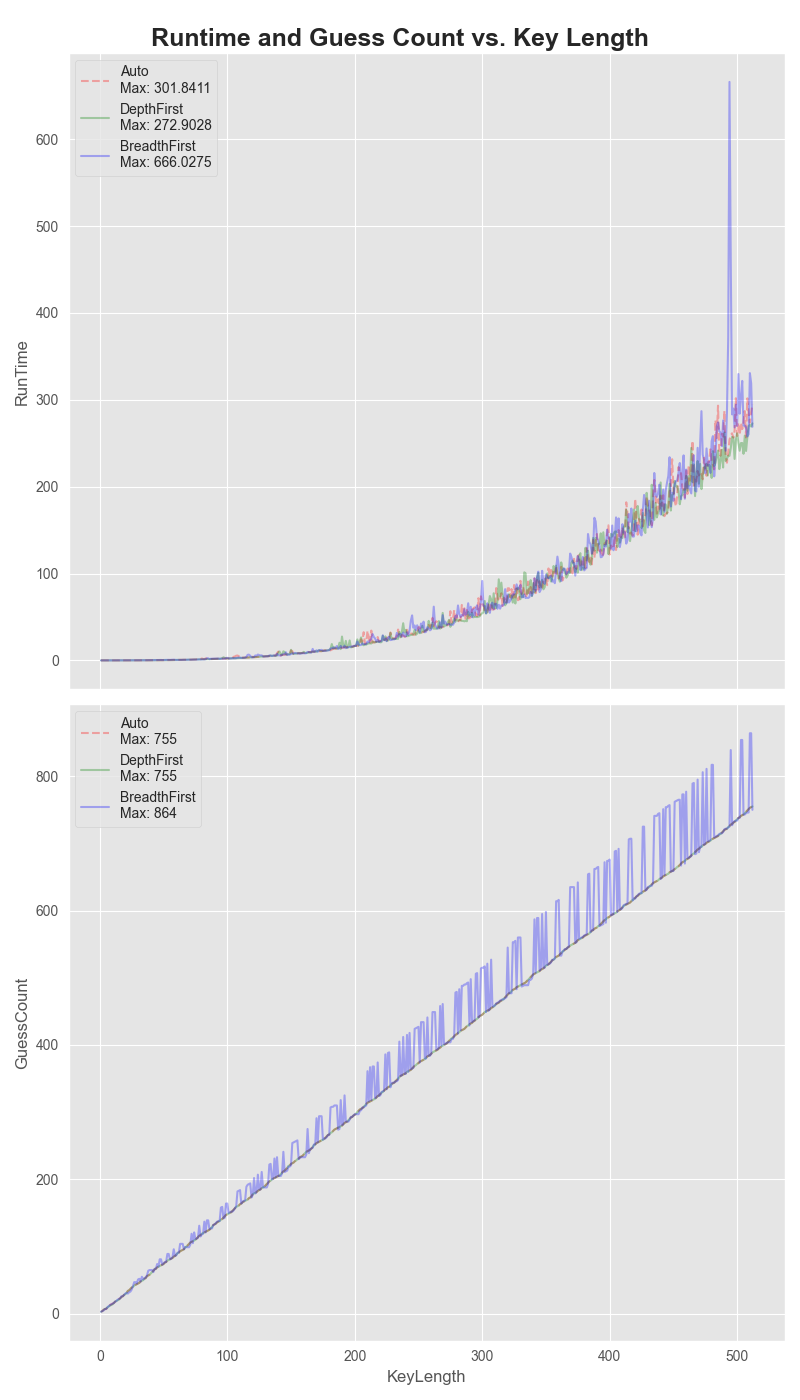 Runtime and Guess Count vs. Key Length
Auto
Max: 301.8411
DepthFirst
Max: 272.9028
BreadthFirst
Max: 666.0275
600
500
400
300
200
100
0
RunTime
Auto
Max: 755
DepthFirst
Max: 755
BreadthFirst
Max: 864
800
600
400
200
0
GuessCount
0 100 200 300 400 500
KeyLength